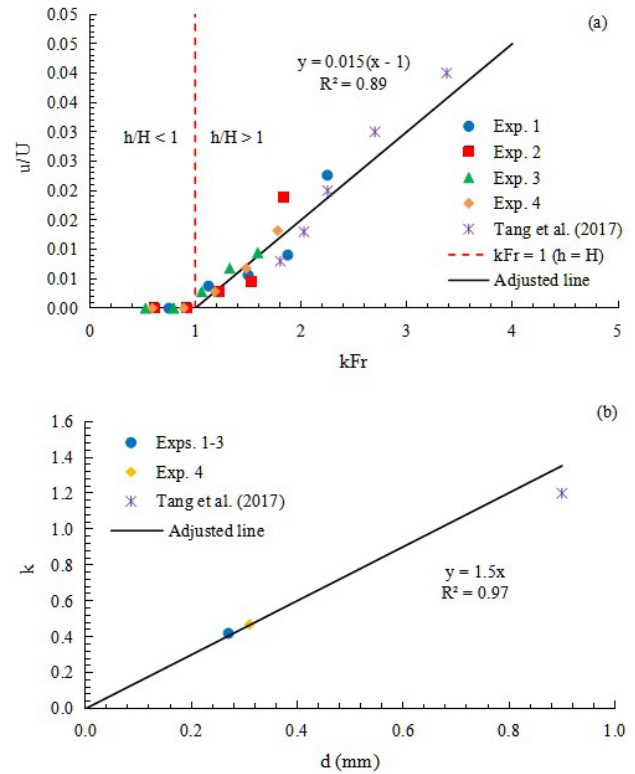 (a)
0.05
0.05
0.04
0.04
0.03
0.03
0.02
0.02
0.01
0.01
0.00
u/U
y = 0.015(x - 1)
R² = 0.89
h/H < 1
h/H > 1
Exp. 1
Exp. 2
Exp. 3
Exp. 4
Tang et al. (2017)
kFr = 1 (h = H)
Adjusted line
0 1 2 3 4 5
kFr
(b)
1.6
1.4
1.2
1.0
0.8
0.6
0.4
0.2
0.0
k
Exps. 1-3
Exp. 4
Tang et al. (2017)
Adjusted line
y = 1.5x
R² = 0.97
0.0 0.2 0.4 0.6 0.8 1.0
d (mm)